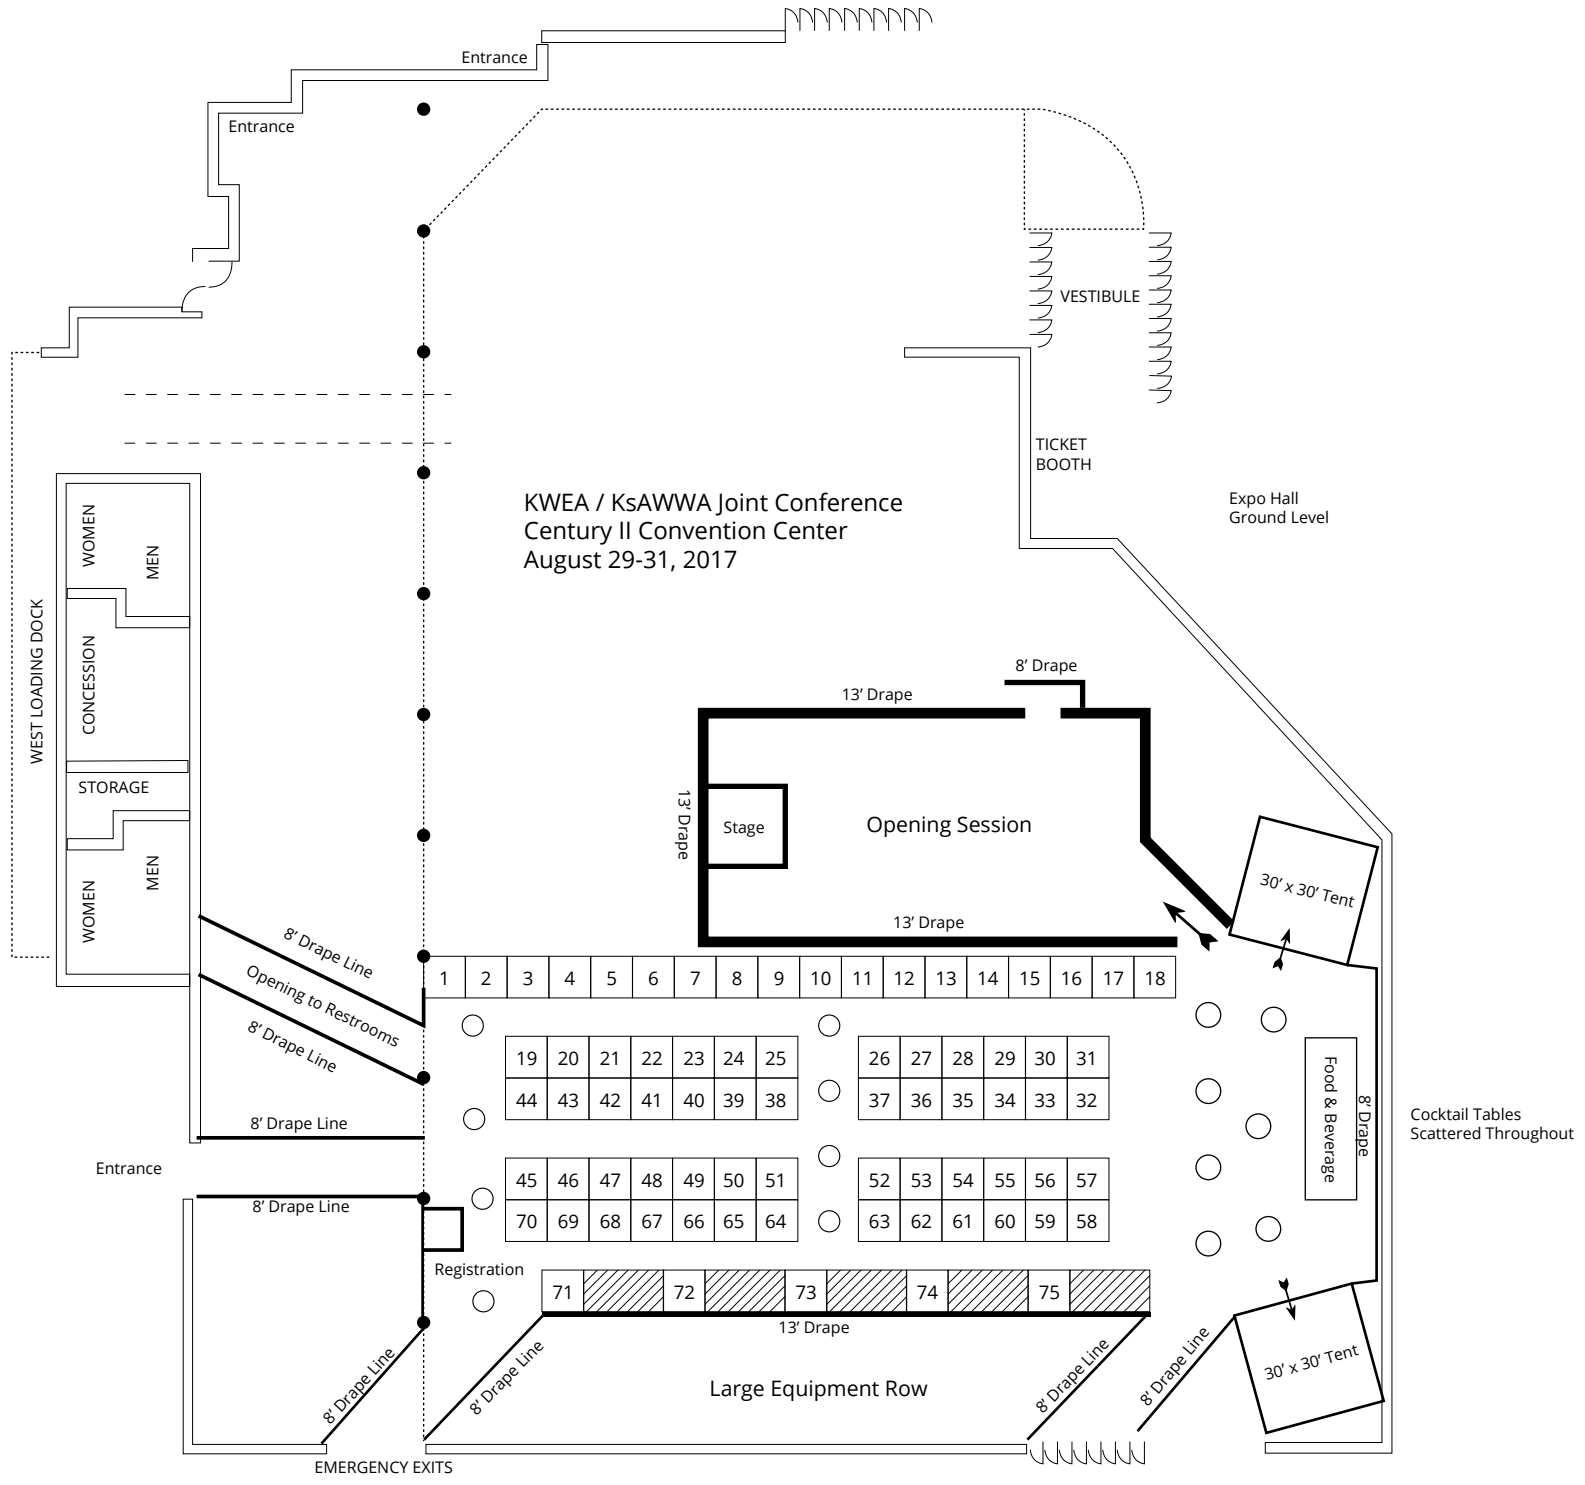 Entrance
Entrance
VESTIBULE
TICKET
BOOTH
Expo Hall
Ground Level
KWEA / KsAWWA Joint Conference
Century II Convention Center
August 29-31, 2017
WEST LOADING DOCK
WOMEN
MEN
CONCESSION
STORAGE
MEN
WOMEN
8’ Drape
13’ Drape
13’ Drape
Stage
Opening Session
13’ Drape
30’ x 30’ Tent
8’ Drape Line
Opening to Restrooms
8’ Drape Line
1 2 3 4 5 6 7 8 9 10 11 12 13 14 15 16 17 18
19 20 21 22 23 24 25 26 27 28 29 30 31
44 43 42 41 40 39 38 37 36 35 34 33 32
Food & Beverage
8’ Drape
Cocktail Tables
Scattered Throughout
8’ Drape Line
Entrance
8’ Drape Line
45 46 47 48 49 50 51 52 53 54 55 56 57
70 69 68 67 66 65 64 63 62 61 60 59 58
Registration
71 72 73 74 75
13’ Drape
8’ Drape Line
8’ Drape Line
Large Equipment Row
8’ Drape Line
8’ Drape Line
30’ x 30’ Tent
EMERGENCY EXITS